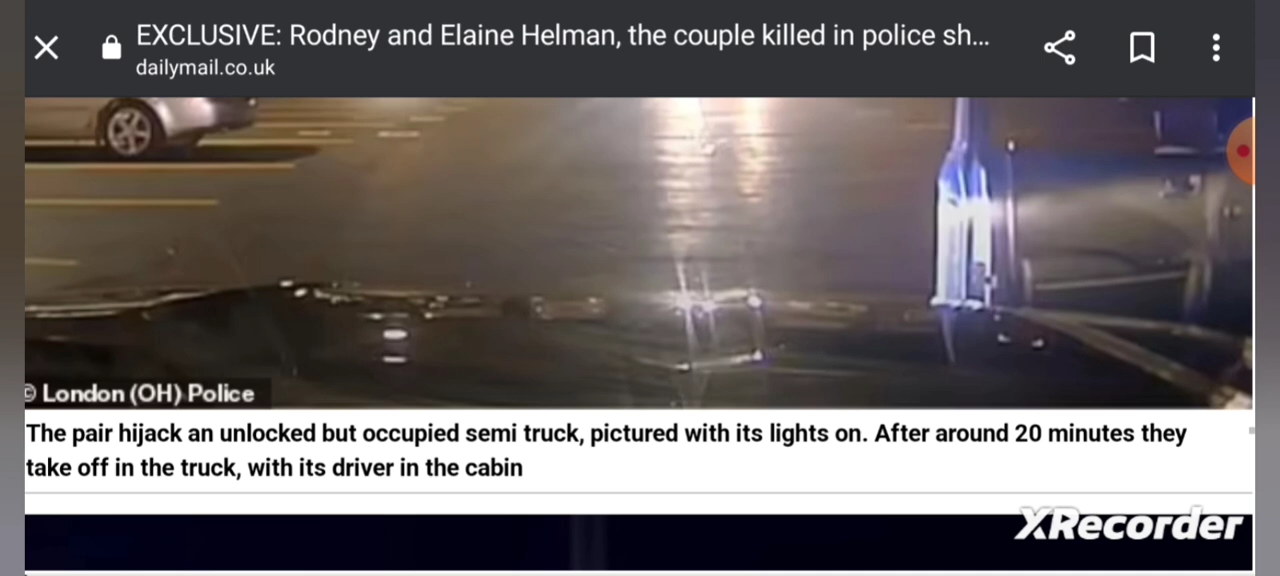 EXCLUSIVE: Rodney and Elaine Helman, the couple killed in police sh...
dailymail.co.uk
© London (OH) Police
The pair hijack an unlocked but occupied semi truck, pictured with its lights on. After around 20 minutes they
take off in the truck, with its driver in the cabin
XRecorder